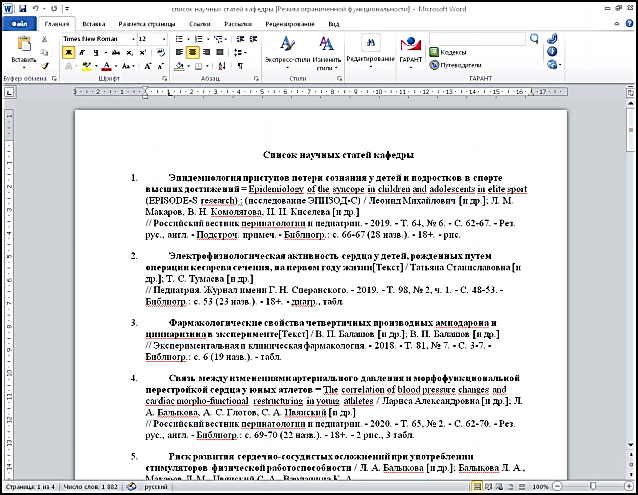 список научных статей кафедры [Режим ограниченной функциональности] - Microsoft Word
Файл Главная Вставка Разметка страницы Ссылки Рассылки Рецензирование Вид
Times New Roman 12
Вставить
Экспресс-стили Изменить стили Редактирование ГАРАНТ
Кодексы
Путеводители
Буфер обмена Шрифт Абзац Стили ГАРАНТ
Список научных статей кафедры
1. Эпидемиология приступов потери сознания у детей и подростков в спорте
высших достижений = Epidemiology of the syncope in children and adolescents in elite sport
(EPISODE-S research) : (исследование ЭПИЗОД-С) / Леонид Михайлович [и др.]; Л. М.
Макаров, В. Н. Комолятова, И. И. Киселева [и др.]
// Российский вестник перинатологии и педиатрии. - 2019. - Т. 64, № 6. - С. 62-67. - Рез.
рус., англ. - Подстроч. примеч. - Библиогр.: с. 66-67 (28 назв.). - 18+. - рис.
2. Электрофизиологическая активность сердца у детей, рожденных путем
операции кесарева сечения, на первом году жизни[Текст] / Татьяна Станиславовна [и
др.]; Т. С. Тумаева [и др.]
// Педиатрия. Журнал имени Г. Н. Сперанского. - 2019. - Т. 98, № 2, ч. 1. - С. 48-53. -
Библиогр.: с. 53 (23 назв.). - 18+. - диагр., табл.
3. Фармакологические свойства четвертичных производных амиодарона и
циннаризина в эксперименте[Текст] / В. П. Балашов [и др.]; В. П. Балашов [и др.]
// Экспериментальная и клиническая фармакология. - 2018. - Т. 81, № 7. - С. 3-7. -
Библиогр.: с. 6 (19 назв.). - табл.
4. Связь между изменениями артериального давления и морфофункциональной
перестройкой сердца у юных атлетов = The correlation of blood pressure changes and
cardiac morpho-functional restructuring in young athletes / Лариса Александровна [и др.]; Л.
А. Балыкова, А. С. Глотов, С. А. Ивянский [и др.]
// Российский вестник перинатологии и педиатрии. - 2020. - Т. 65, № 2. - С. 62-70. - Рез.
рус., англ. - Библиогр.: с. 69-70 (22 назв.). - 18+. - 2 рис., 3 табл.
5. Риск развития сердечно-сосудистых осложнений при употреблении
стимуляторов физической работоспособности / Л. А. Балыкова [и др.]; Балыкова Л. А.,
Страница: 1 из 4 Число слов: 1 882 русский 100%